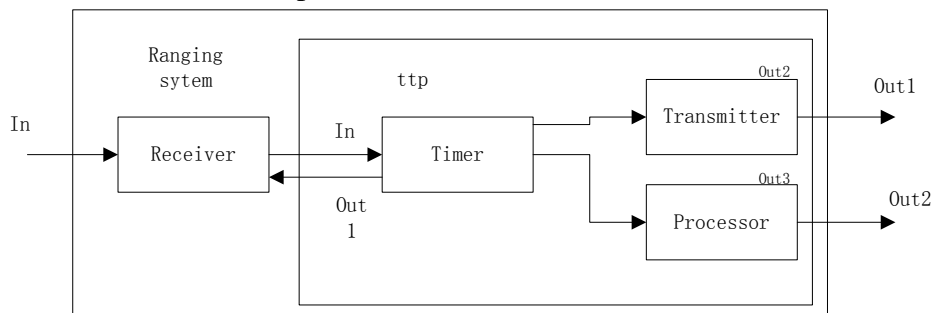 Ranging
sytem
ttp
Out2
Out1
In
Receiver
In
Timer
Transmitter
Out
1
Out3
Processor
Out2